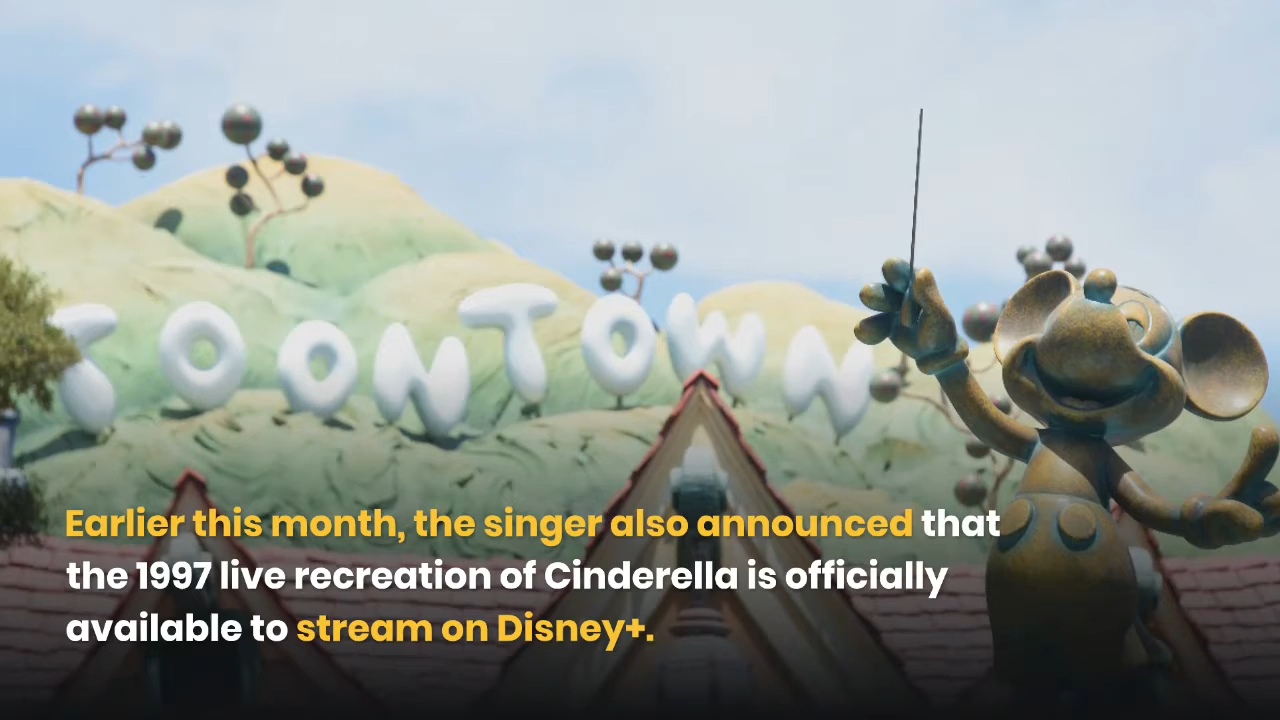 TOONTOWN
Earlier this month, the singer also announced that
the 1997 live recreation of Cinderella is officially
available to stream on Disney+.